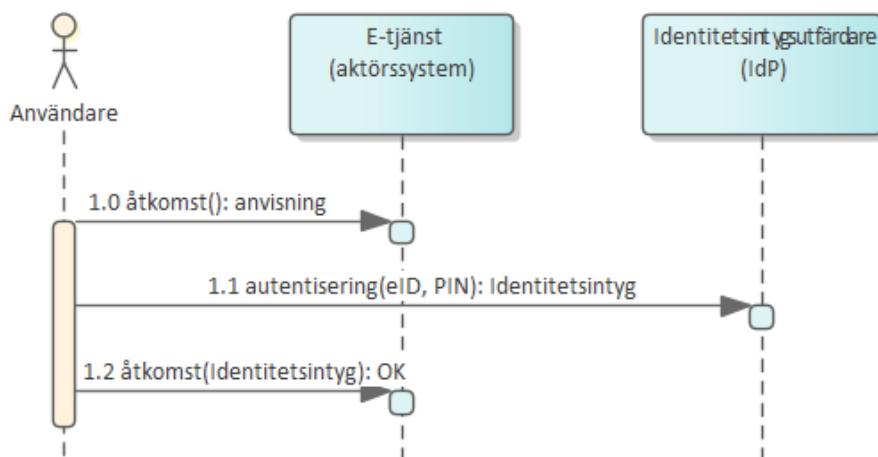 E-tjänst
(aktörssystem)
Identitetsintygsutfärdare
(IdP)
Användare
1.0 åtkomst(): anvisning
1.1 autentisering(eID, PIN): Identitetsintyg
1.2 åtkomst(Identitetsintyg): OK